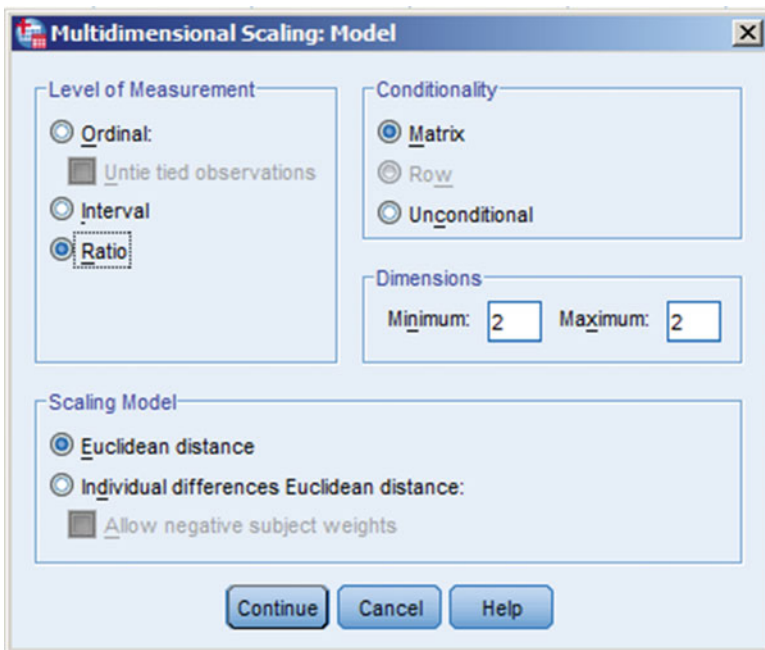 Multidimensional Scaling: Model
Level of Measurement
Ordinal:
Untie tied observations
Interval
Ratio
Conditionality
Matrix
Row
Unconditional
Dimensions
Minimum: 2 Maximum: 2
Scaling Model
Euclidean distance
Individual differences Euclidean distance:
Allow negative subject weights
Continue Cancel Help